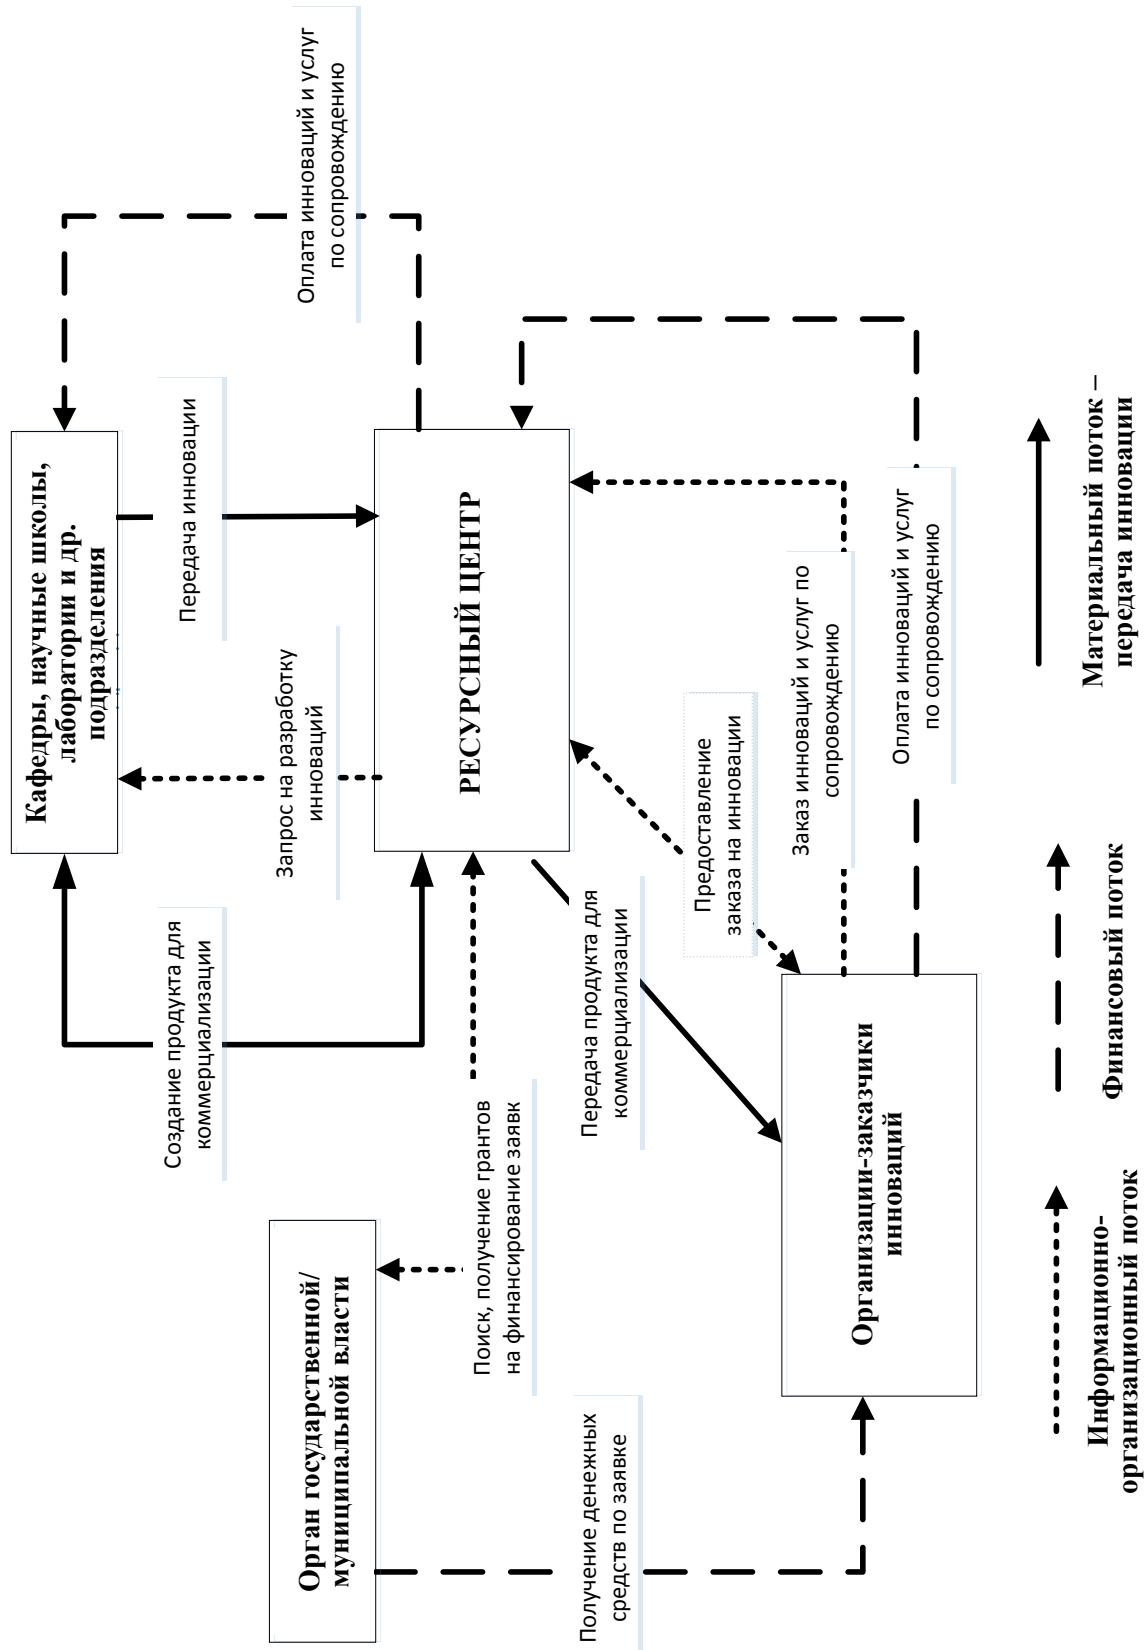 Кафедры, научные школы,
лаборатории и др.
подразделения
Создание продукта для
коммерциализации
Запрос на разработку
инноваций
Передача инновации
Оплата инноваций и услуг
по сопровождению
Орган государственной/
муниципальной власти
РЕСУРСНЫЙ ЦЕНТР
Поиск, получение грантов
на финансирование заявк
Получение денежных
средств по заявке
Передача продукта для
коммерциализации
Предоставление
заказа на инновации
Заказ инноваций и услуг по
сопровождению
Оплата инноваций и услуг
по сопровождению
Организации-заказчики
инноваций
Информационно-
организационный поток
Финансовый поток
Материальный поток –
передача инновации